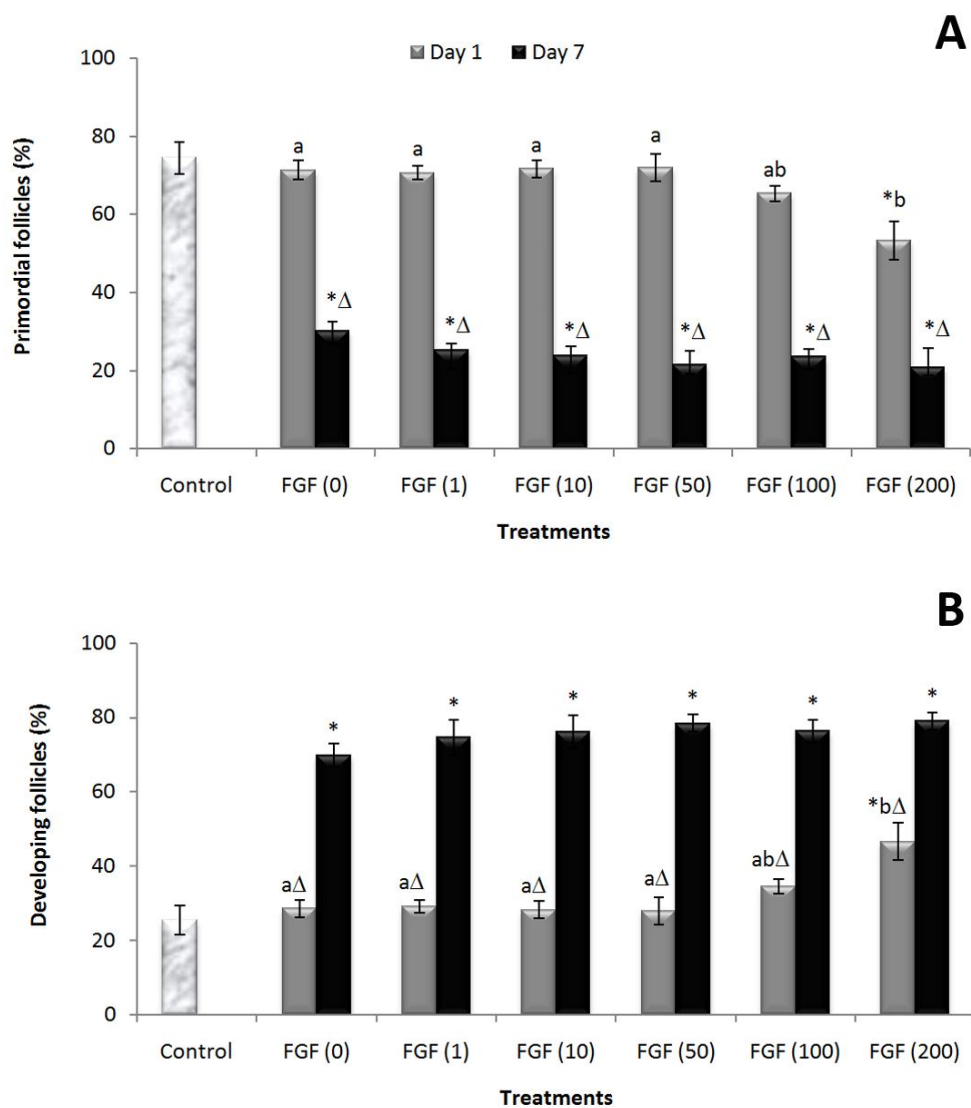 A
Day 1 Day 7
Primordial follicles (%)
100
80
60
40
20
0
a a a a ab *b
*Δ *Δ *Δ *Δ *Δ *Δ
Control FGF (0) FGF (1) FGF (10) FGF (50) FGF (100) FGF (200)
Treatments
B
Developing follicles (%)
100
80
60
40
20
0
* * * * * *
aΔ aΔ aΔ aΔ abΔ *bΔ
Control FGF (0) FGF (1) FGF (10) FGF (50) FGF (100) FGF (200)
Treatments